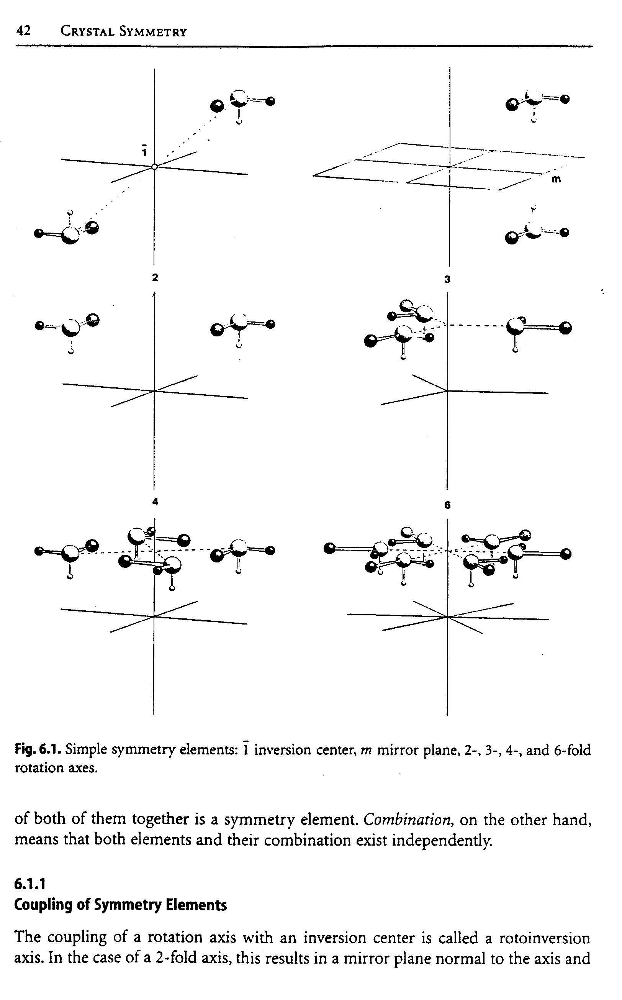 42 CRYSTAL SYMMETRY
1̄
m
2
3
4
6
Fig. 6.1. Simple symmetry elements: 1̄ inversion center, m mirror plane, 2-, 3-, 4-, and 6-fold
rotation axes.
of both of them together is a symmetry element. Combination, on the other hand,
means that both elements and their combination exist independently.
6.1.1
Coupling of Symmetry Elements
The coupling of a rotation axis with an inversion center is called a rotoinversion
axis. In the case of a 2-fold axis, this results in a mirror plane normal to the axis and